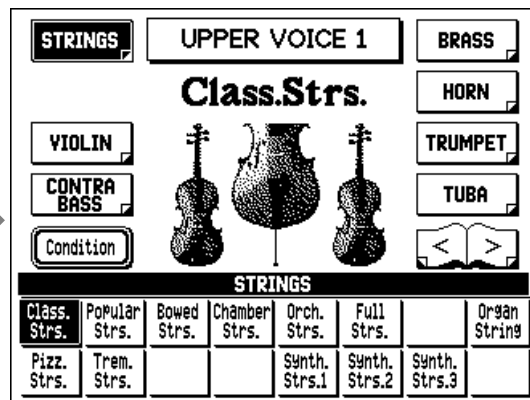 STRINGS
UPPER VOICE 1
BRASS
Class.Strs.
HORN
VIOLIN
TRUMPET
CONTRA
BASS
TUBA
Condition
< >
STRINGS
Class. Popular Bowed Chamber Orch. Full Organ
Strs. Strs. Strs. Strs. Strs. Strs. String
Pizz. Trem. Synth. Synth. Synth.
Strs. Strs. Strs.1 Strs.2 Strs.3